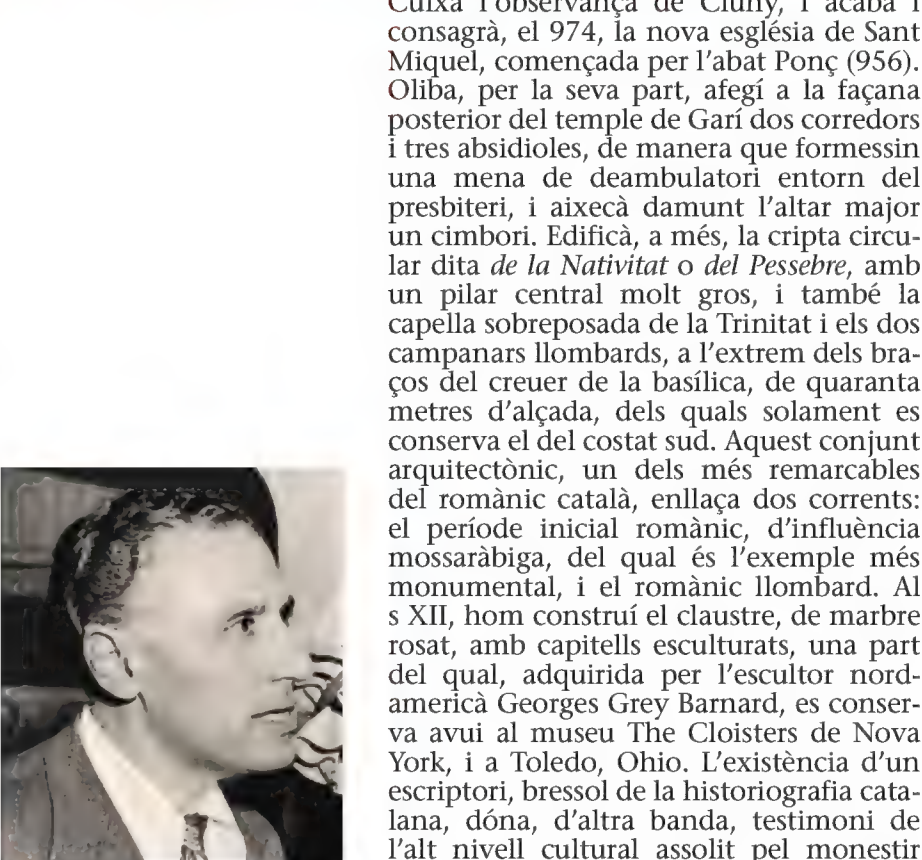 Cuixà l'observança de Cluny, i acabà i
consagrà, el 974, la nova església de Sant
Miquel, començada per l'abat Ponç (956).
Oliba, per la seva part, afegí a la façana
posterior del temple de Garí dos corredors
i tres absidioles, de manera que formessin
una mena de deambulatori entorn del
presbiteri, i aixecà damunt l'altar major
un cimbori. Edificà, a més, la cripta circu-
lar dita de la Nativitat o del Pessebre, amb
un pilar central molt gros, i també la
capella sobreposada de la Trinitat i els dos
campanars llombards, a l'extrem dels bra-
ços del creuer de la basílica, de quaranta
metres d'alçada, dels quals solament es
conserva el del costat sud. Aquest conjunt
arquitectònic, un dels més remarcables
del romànic català, enllaça dos corrents:
el període inicial romànic, d'influència
mossaràbiga, del qual és l'exemple més
monumental, i el romànic llombard. Al
s XII, hom construí el claustre, de marbre
rosat, amb capitells esculturats, una part
del qual, adquirida per l'escultor nord-
americà Georges Grey Barnard, es conser-
va avui al museu The Cloisters de Nova
York, i a Toledo, Ohio. L'existència d'un
escriptori, bressol de la historiografia cata-
lana, dóna, d'altra banda, testimoni de
l'alt nivell cultural assolit pel monestir